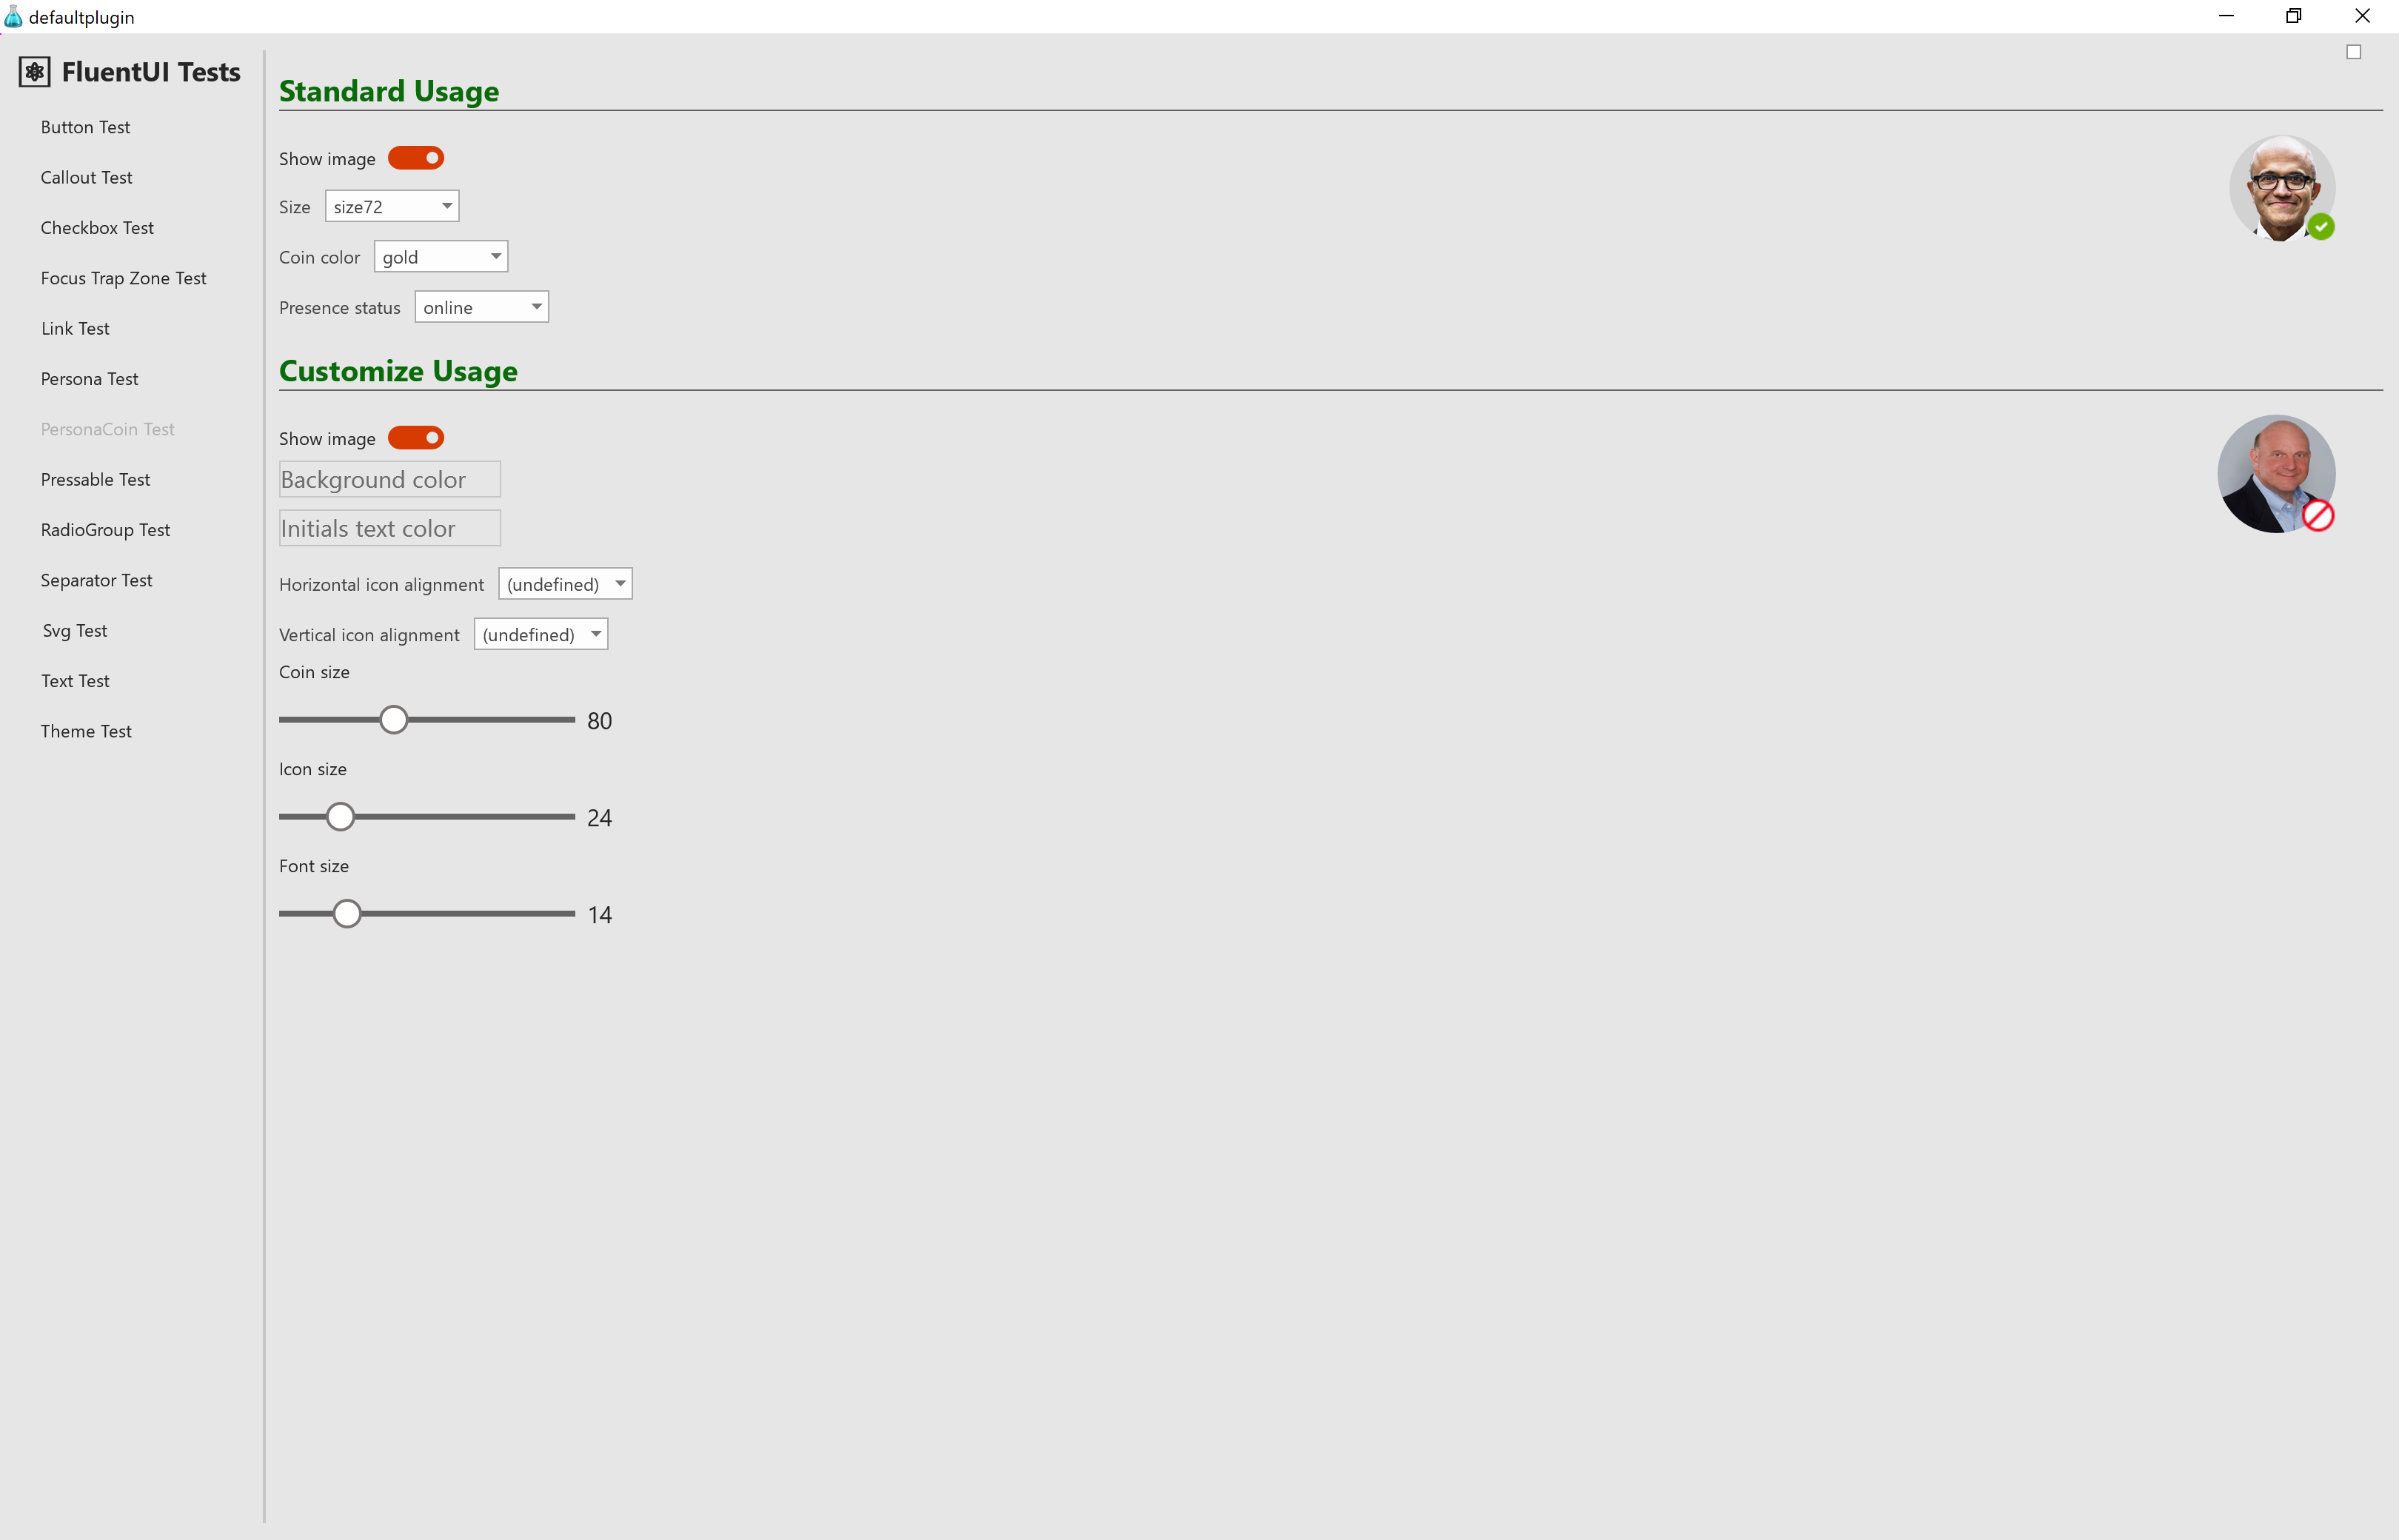 defaultplugin
FluentUI Tests
Button Test
Callout Test
Checkbox Test
Focus Trap Zone Test
Link Test
Persona Test
PersonaCoin Test
Pressable Test
RadioGroup Test
Separator Test
Svg Test
Text Test
Theme Test
Standard Usage
Show image
Size size72
Coin color gold
Presence status online
Customize Usage
Show image
Background color
Initials text color
Horizontal icon alignment (undefined)
Vertical icon alignment (undefined)
Coin size
80
Icon size
24
Font size
14